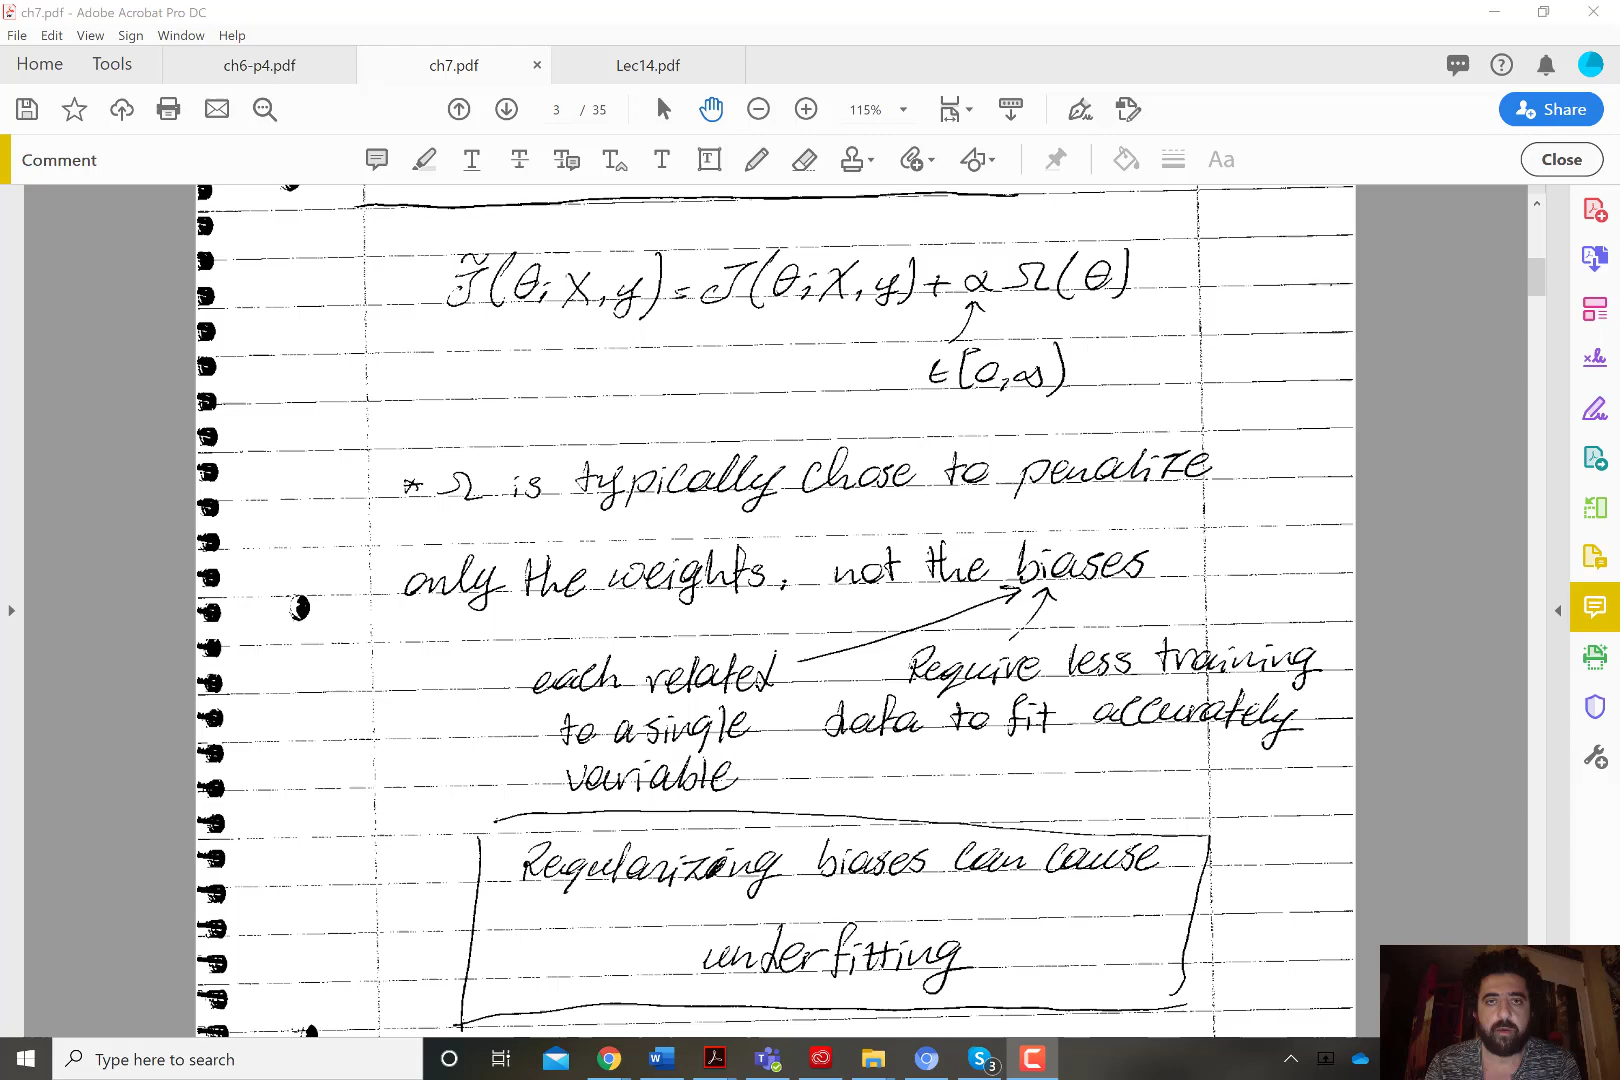 ch7.pdf - Adobe Acrobat Pro DC
File Edit View Sign Window Help
Home Tools ch6-p4.pdf ch7.pdf × Lec14.pdf
3 / 35 115% Share
Comment Aa Close
J̃(θ; X, y) = J(θ; X, y) + α Ω(θ)
∈ [0, ∞)
* Ω is typically chose to penalize
only the weights, not the biases
each related Require less training
to a single data to fit accurately
variable
Regularizing biases can cause
underfitting
Type here to search
3